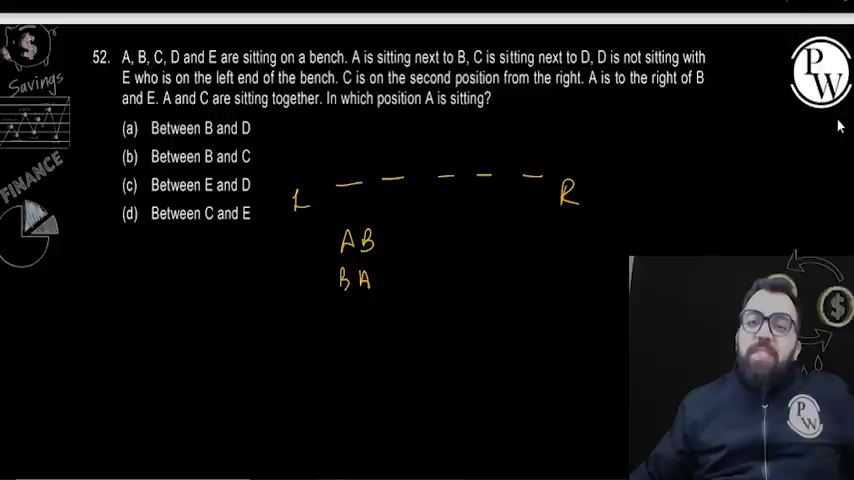 Savings
FINANCE
52. A, B, C, D and E are sitting on a bench. A is sitting next to B, C is sitting next to D, D is not sitting with
E who is on the left end of the bench. C is on the second position from the right. A is to the right of B
and E. A and C are sitting together. In which position A is sitting?
(a) Between B and D
(b) Between B and C
(c) Between E and D
(d) Between C and E
L R
AB
BA
PW
PW